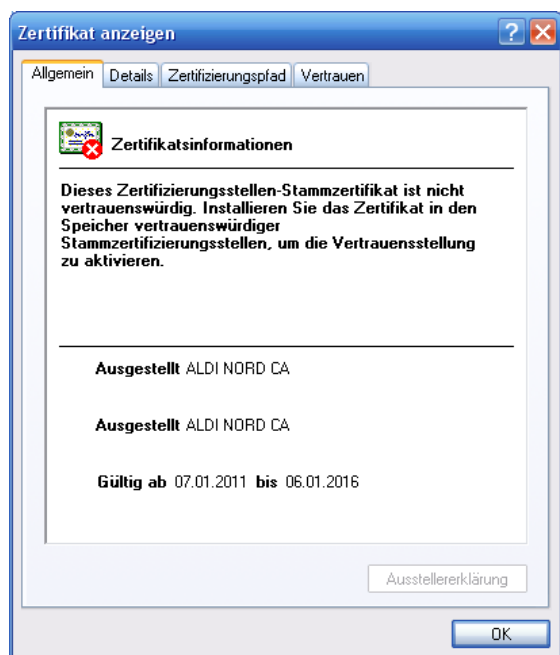 Zertifikat anzeigen
Allgemein Details Zertifizierungspfad Vertrauen
Zertifikatsinformationen
Dieses Zertifizierungsstellen-Stammzertifikat ist nicht
vertrauenswürdig. Installieren Sie das Zertifikat in den
Speicher vertrauenswürdiger
Stammzertifizierungsstellen, um die Vertrauensstellung
zu aktivieren.
Ausgestellt ALDI NORD CA
Ausgestellt ALDI NORD CA
Gültig ab 07.01.2011 bis 06.01.2016
Ausstellererklärung
OK